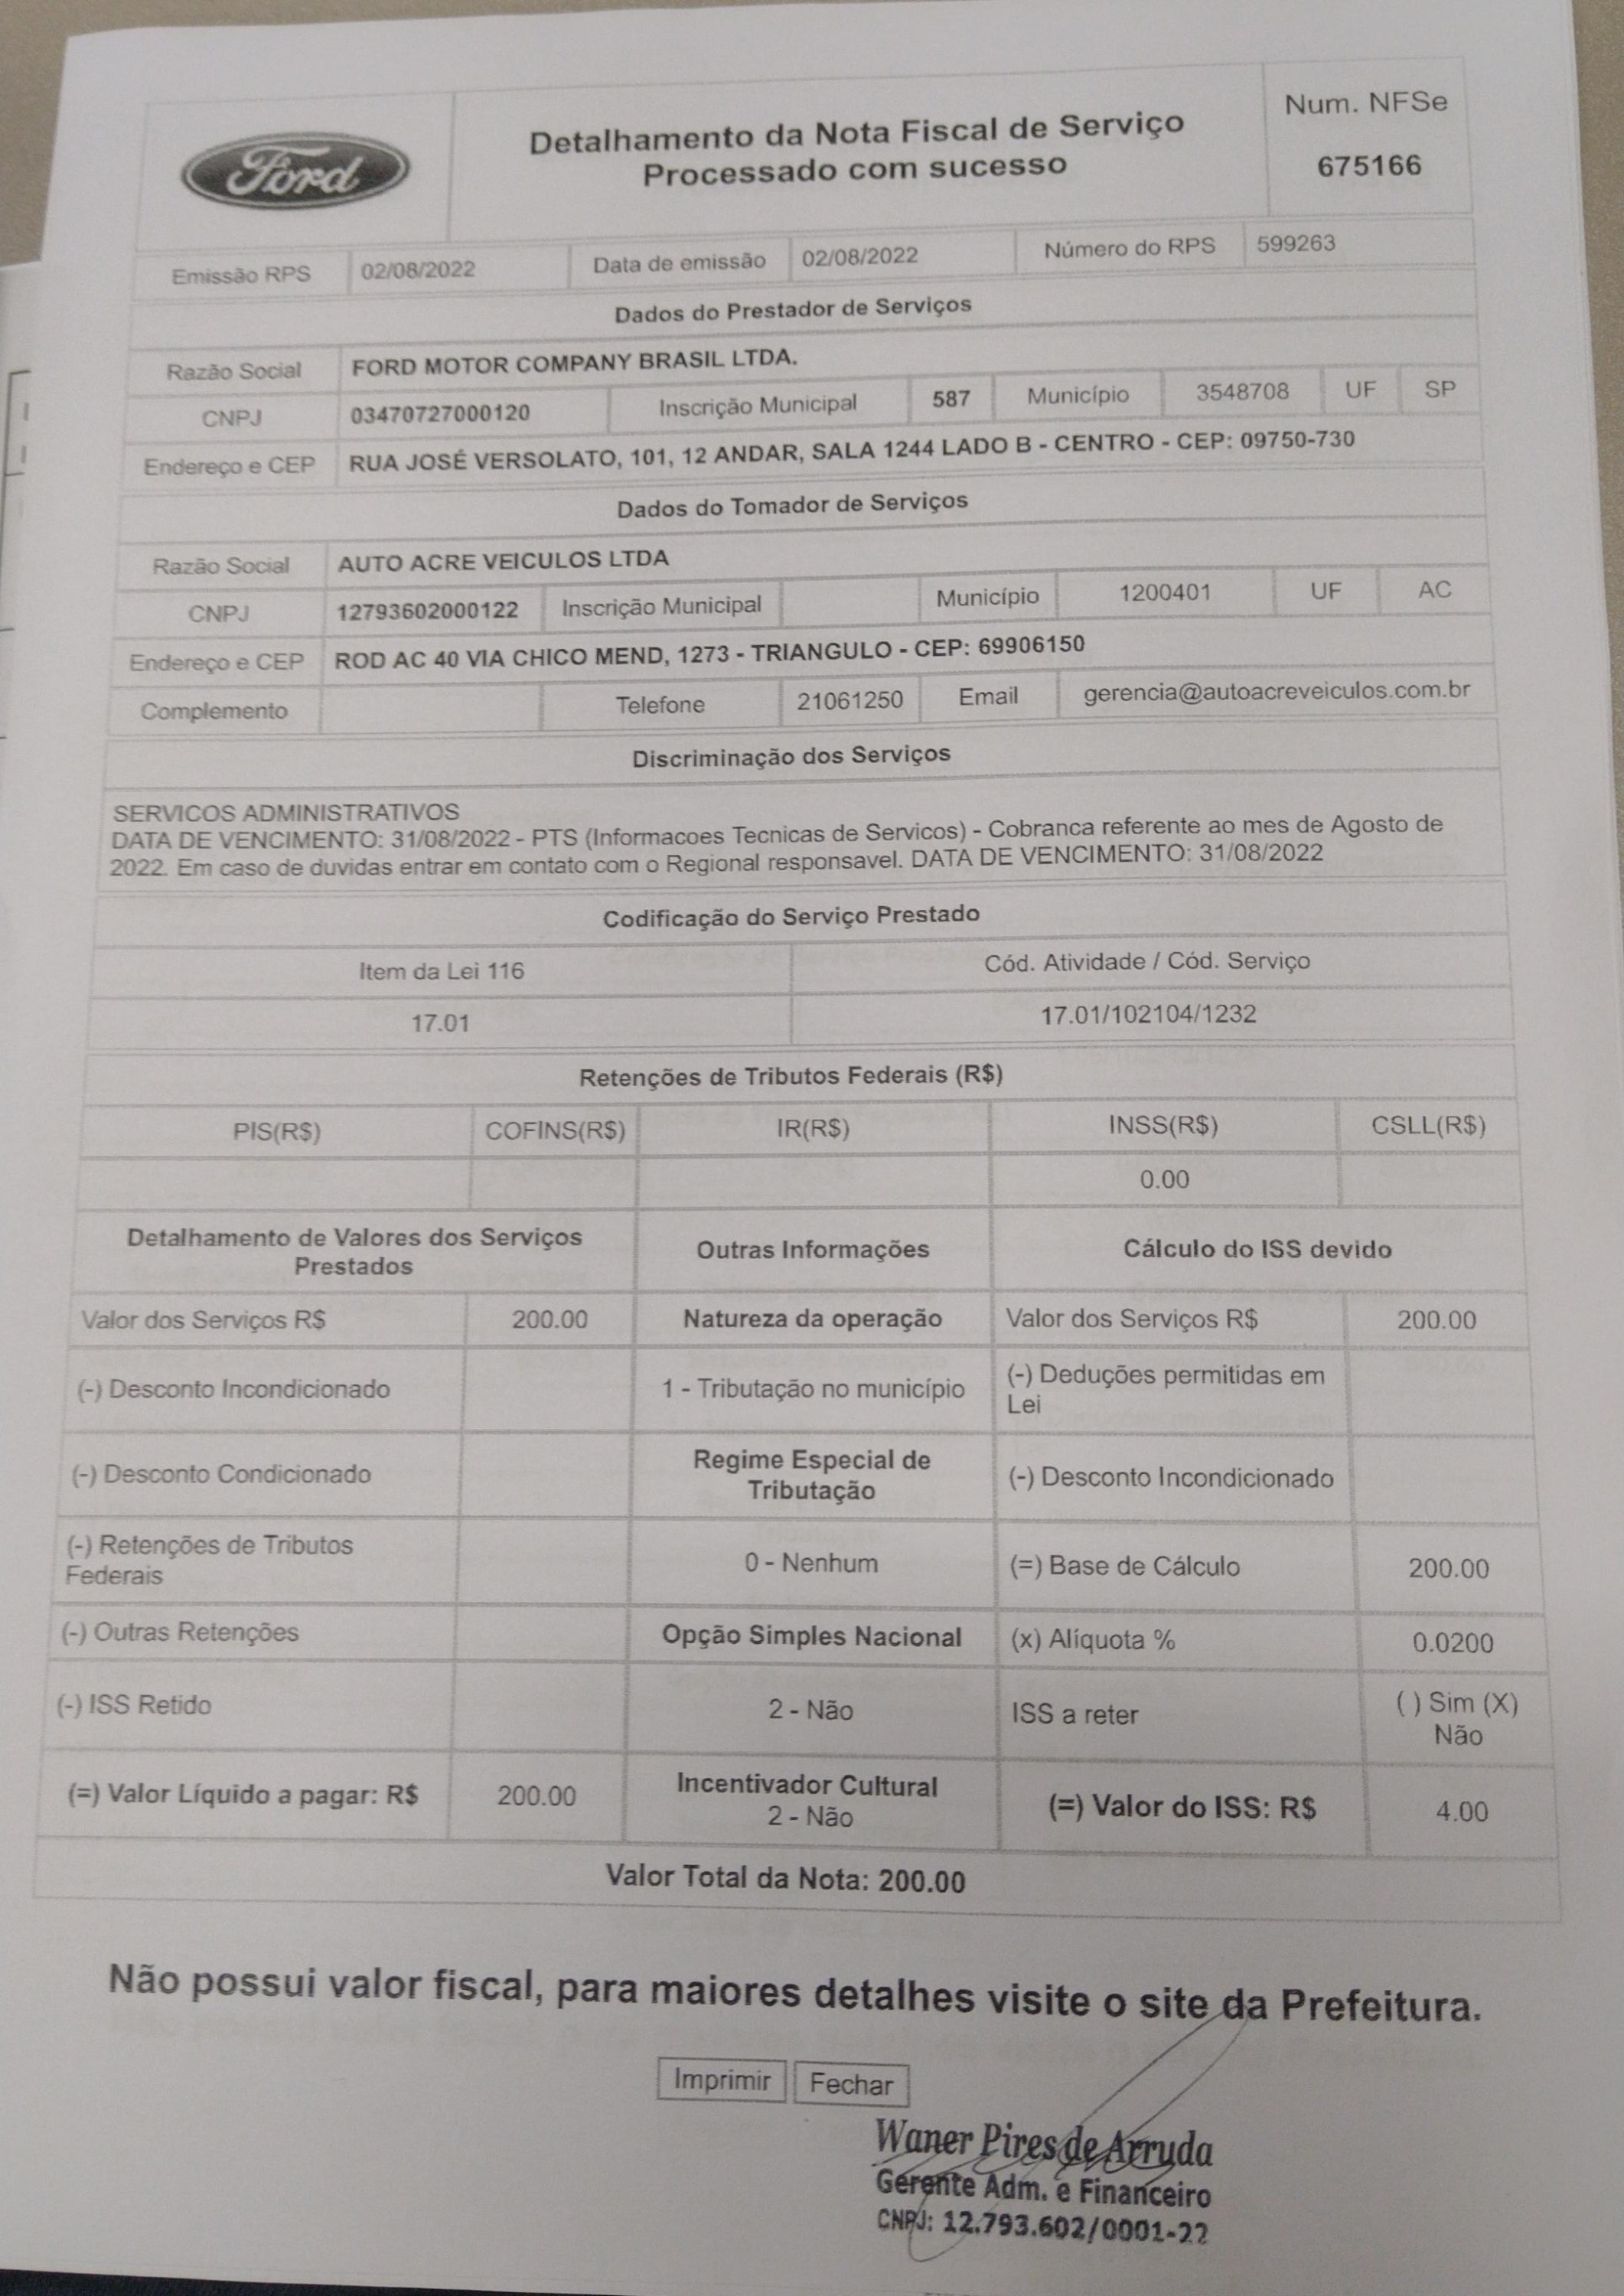 Ford
Detalhamento da Nota Fiscal de Serviço
Processado com sucesso
Num. NFSe
675166
Emissão RPS 02/08/2022 Data de emissão 02/08/2022 Número do RPS 599263
Dados do Prestador de Serviços
Razão Social FORD MOTOR COMPANY BRASIL LTDA.
CNPJ 03470727000120 Inscrição Municipal 587 Município 3548708 UF SP
Endereço e CEP RUA JOSÉ VERSOLATO, 101, 12 ANDAR, SALA 1244 LADO B - CENTRO - CEP: 09750-730
Dados do Tomador de Serviços
Razão Social AUTO ACRE VEICULOS LTDA
CNPJ 12793602000122 Inscrição Municipal Município 1200401 UF AC
Endereço e CEP ROD AC 40 VIA CHICO MEND, 1273 - TRIANGULO - CEP: 69906150
Complemento Telefone 21061250 Email gerencia@autoacreveiculos.com.br
Discriminação dos Serviços
SERVICOS ADMINISTRATIVOS
DATA DE VENCIMENTO: 31/08/2022 - PTS (Informacoes Tecnicas de Servicos) - Cobranca referente ao mes de Agosto de
2022. Em caso de duvidas entrar em contato com o Regional responsavel. DATA DE VENCIMENTO: 31/08/2022
Codificação do Serviço Prestado
Item da Lei 116 Cód. Atividade / Cód. Serviço
17.01 17.01/102104/1232
Retenções de Tributos Federais (R$)
PIS(R$) COFINS(R$) IR(R$) INSS(R$) CSLL(R$)
0.00
Detalhamento de Valores dos Serviços
Prestados
Outras Informações
Cálculo do ISS devido
Valor dos Serviços R$ 200.00 Natureza da operação Valor dos Serviços R$ 200.00
(-) Desconto Incondicionado 1 - Tributação no município (-) Deduções permitidas em
Lei
(-) Desconto Condicionado Regime Especial de
Tributação
(-) Desconto Incondicionado
(-) Retenções de Tributos
Federais
0 - Nenhum (=) Base de Cálculo 200.00
(-) Outras Retenções Opção Simples Nacional (x) Alíquota % 0.0200
(-) ISS Retido 2 - Não ISS a reter ( ) Sim (X)
Não
(=) Valor Líquido a pagar: R$ 200.00 Incentivador Cultural
2 - Não
(=) Valor do ISS: R$ 4.00
Valor Total da Nota: 200.00
Não possui valor fiscal, para maiores detalhes visite o site da Prefeitura.
Imprimir Fechar
Waner Pires de Arruda
Gerente Adm. e Financeiro
CNPJ: 12.793.602/0001-22